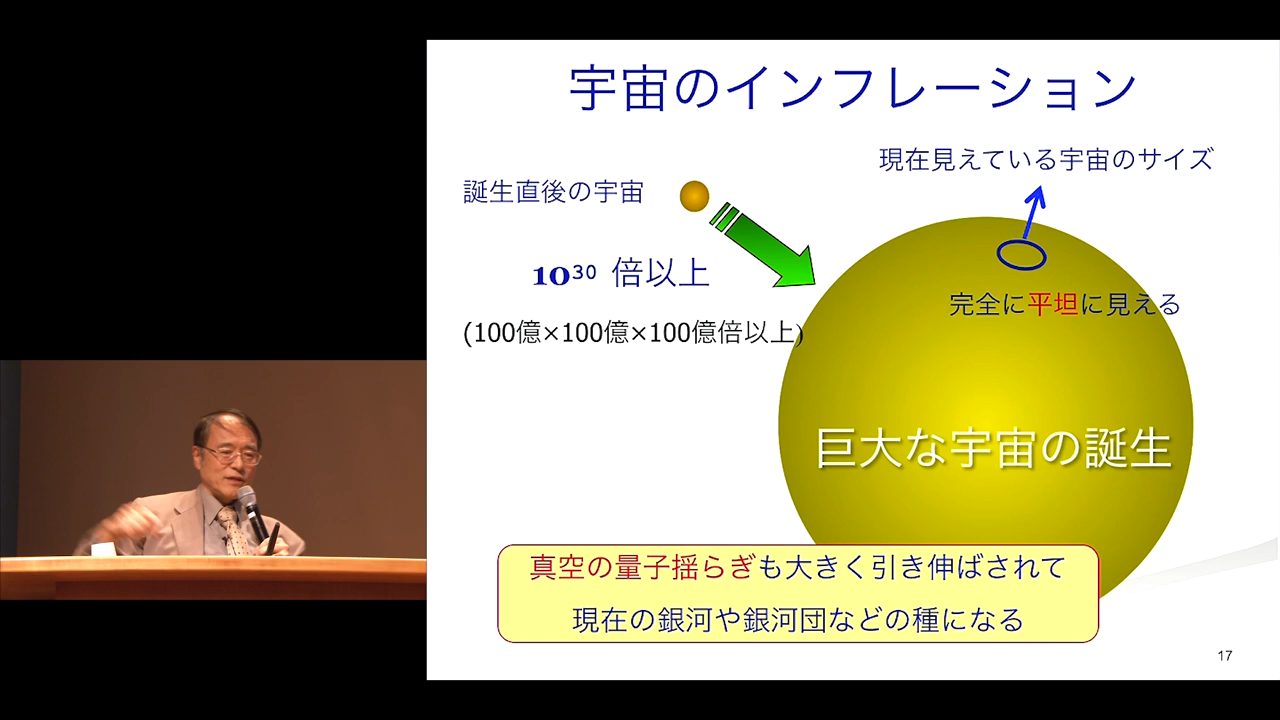 宇宙のインフレーション
現在見えている宇宙のサイズ
誕生直後の宇宙
10³⁰ 倍以上
完全に平坦に見える
(100億×100億×100億倍以上)
巨大な宇宙の誕生
真空の量子揺らぎも大きく引き伸ばされて
現在の銀河や銀河団などの種になる
17